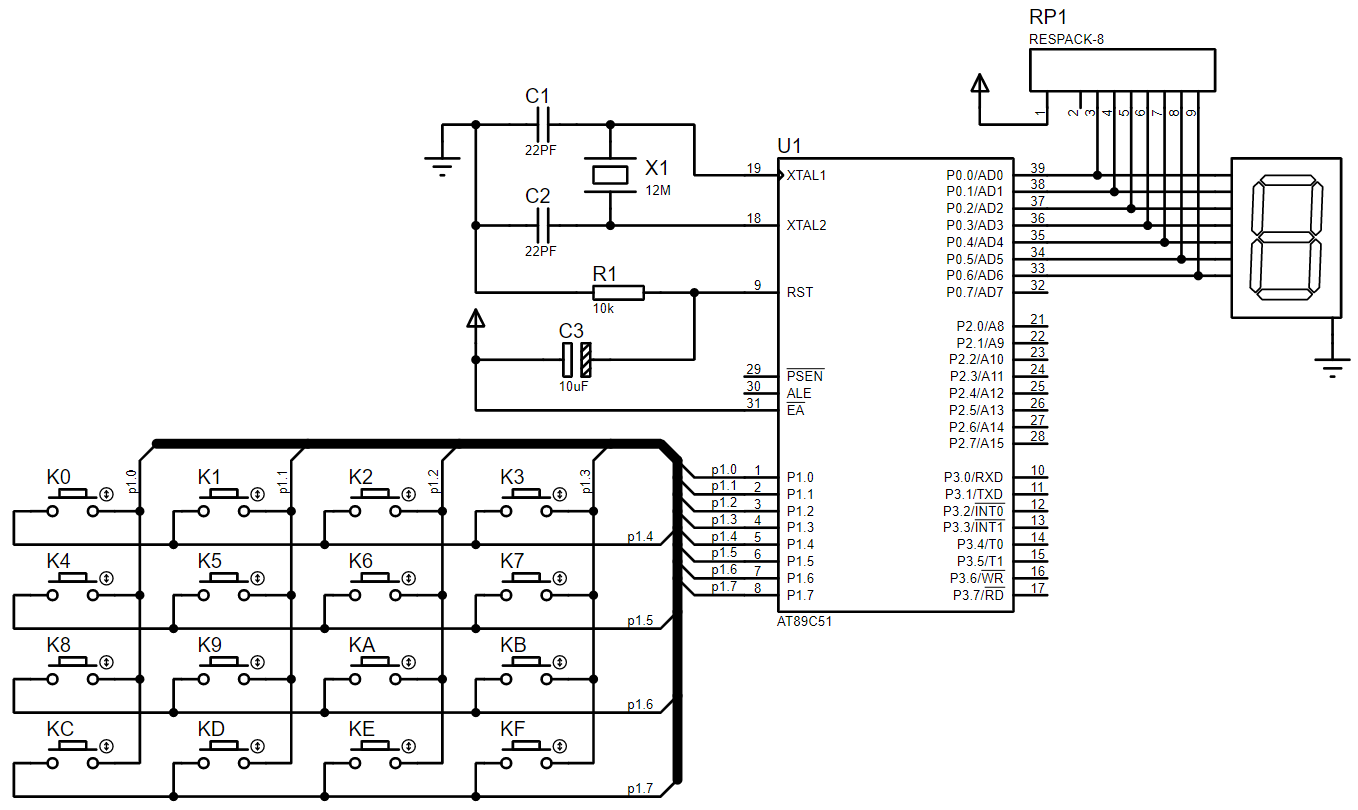 RP1
RESPACK-8
1
2
3
4
5
6
7
8
9
C1
22PF
X1
12M
C2
22PF
R1
10k
C3
10uF
U1
19 XTAL1
18 XTAL2
9 RST
29 PSEN
30 ALE
31 EA
1 P1.0
2 P1.1
3 P1.2
4 P1.3
5 P1.4
6 P1.5
7 P1.6
8 P1.7
P0.0/AD0 39
P0.1/AD1 38
P0.2/AD2 37
P0.3/AD3 36
P0.4/AD4 35
P0.5/AD5 34
P0.6/AD6 33
P0.7/AD7 32
P2.0/A8 21
P2.1/A9 22
P2.2/A10 23
P2.3/A11 24
P2.4/A12 25
P2.5/A13 26
P2.6/A14 27
P2.7/A15 28
P3.0/RXD 10
P3.1/TXD 11
P3.2/INT0 12
P3.3/INT1 13
P3.4/T0 14
P3.5/T1 15
P3.6/WR 16
P3.7/RD 17
AT89C51
p1.0
p1.1
p1.2
p1.3
p1.4
p1.5
p1.6
p1.7
p1.0
p1.1
p1.2
p1.3
K0 K1 K2 K3
p1.4
K4 K5 K6 K7
p1.5
K8 K9 KA KB
p1.6
KC KD KE KF
p1.7